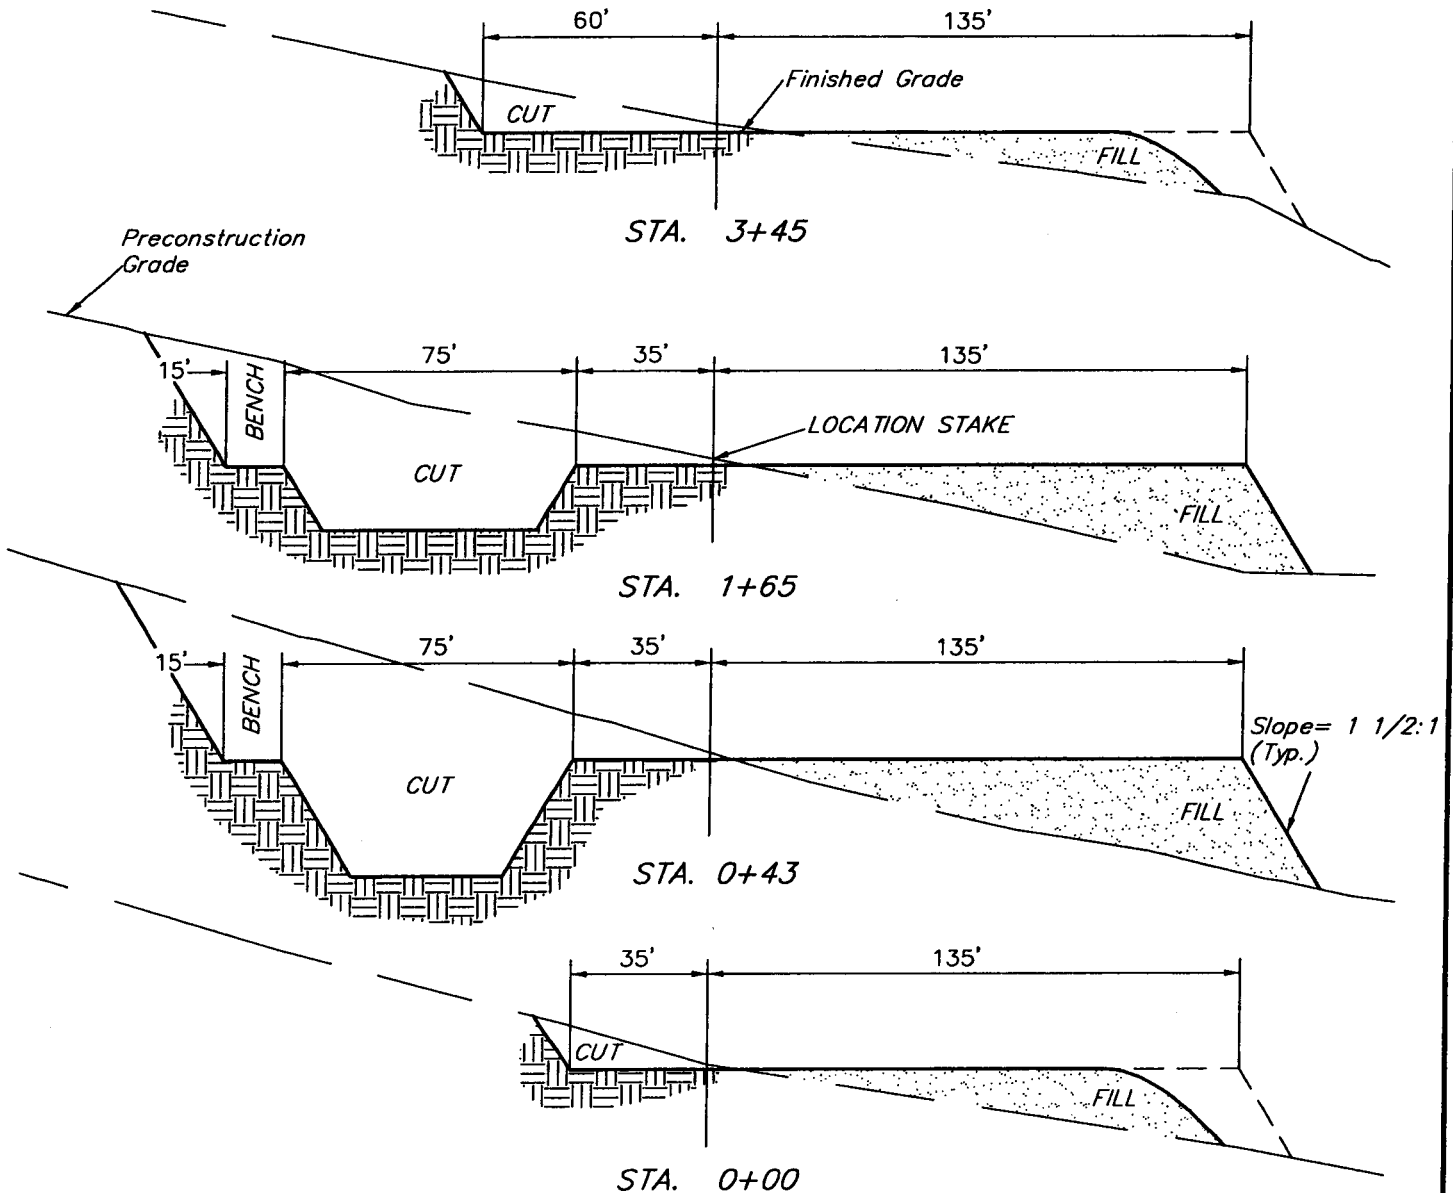 60' 135'
Finished Grade
CUT
FILL
STA. 3+45
Preconstruction
Grade
15' BENCH 75' 35' 135'
LOCATION STAKE
CUT
FILL
STA. 1+65
15' BENCH 75' 35' 135'
Slope= 1 1/2:1
(Typ.)
CUT
FILL
STA. 0+43
35' 135'
CUT
FILL
STA. 0+00